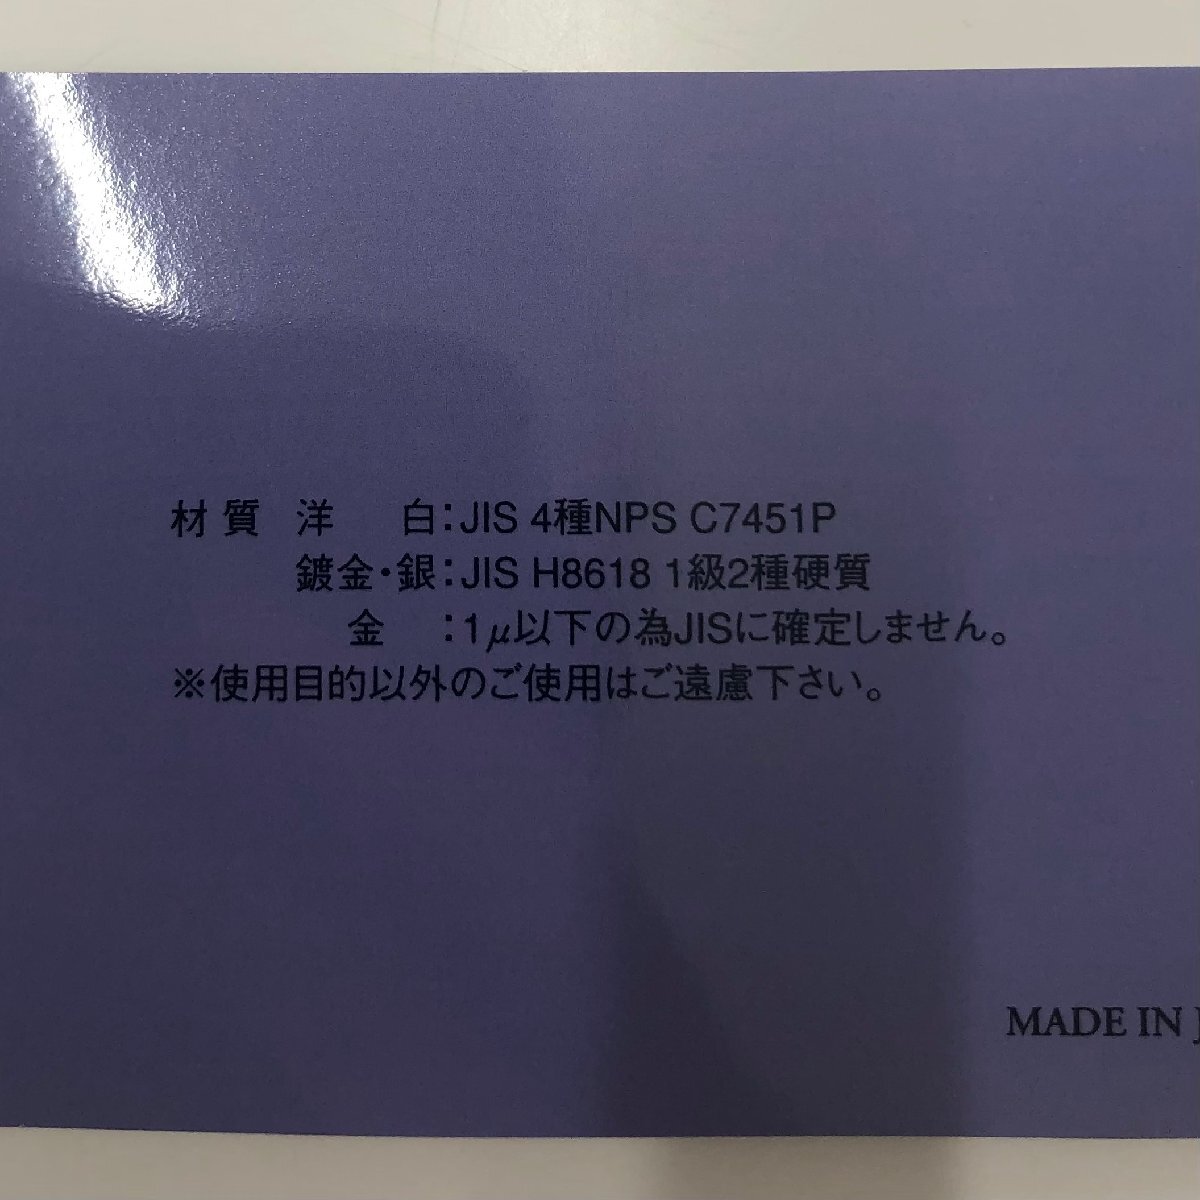 材質 洋 白：JIS 4種NPS C7451P
鍍金・銀：JIS H8618 1級2種硬質
金 ：1μ以下の為JISに確定しません。
※使用目的以外のご使用はご遠慮下さい。
MADE IN J